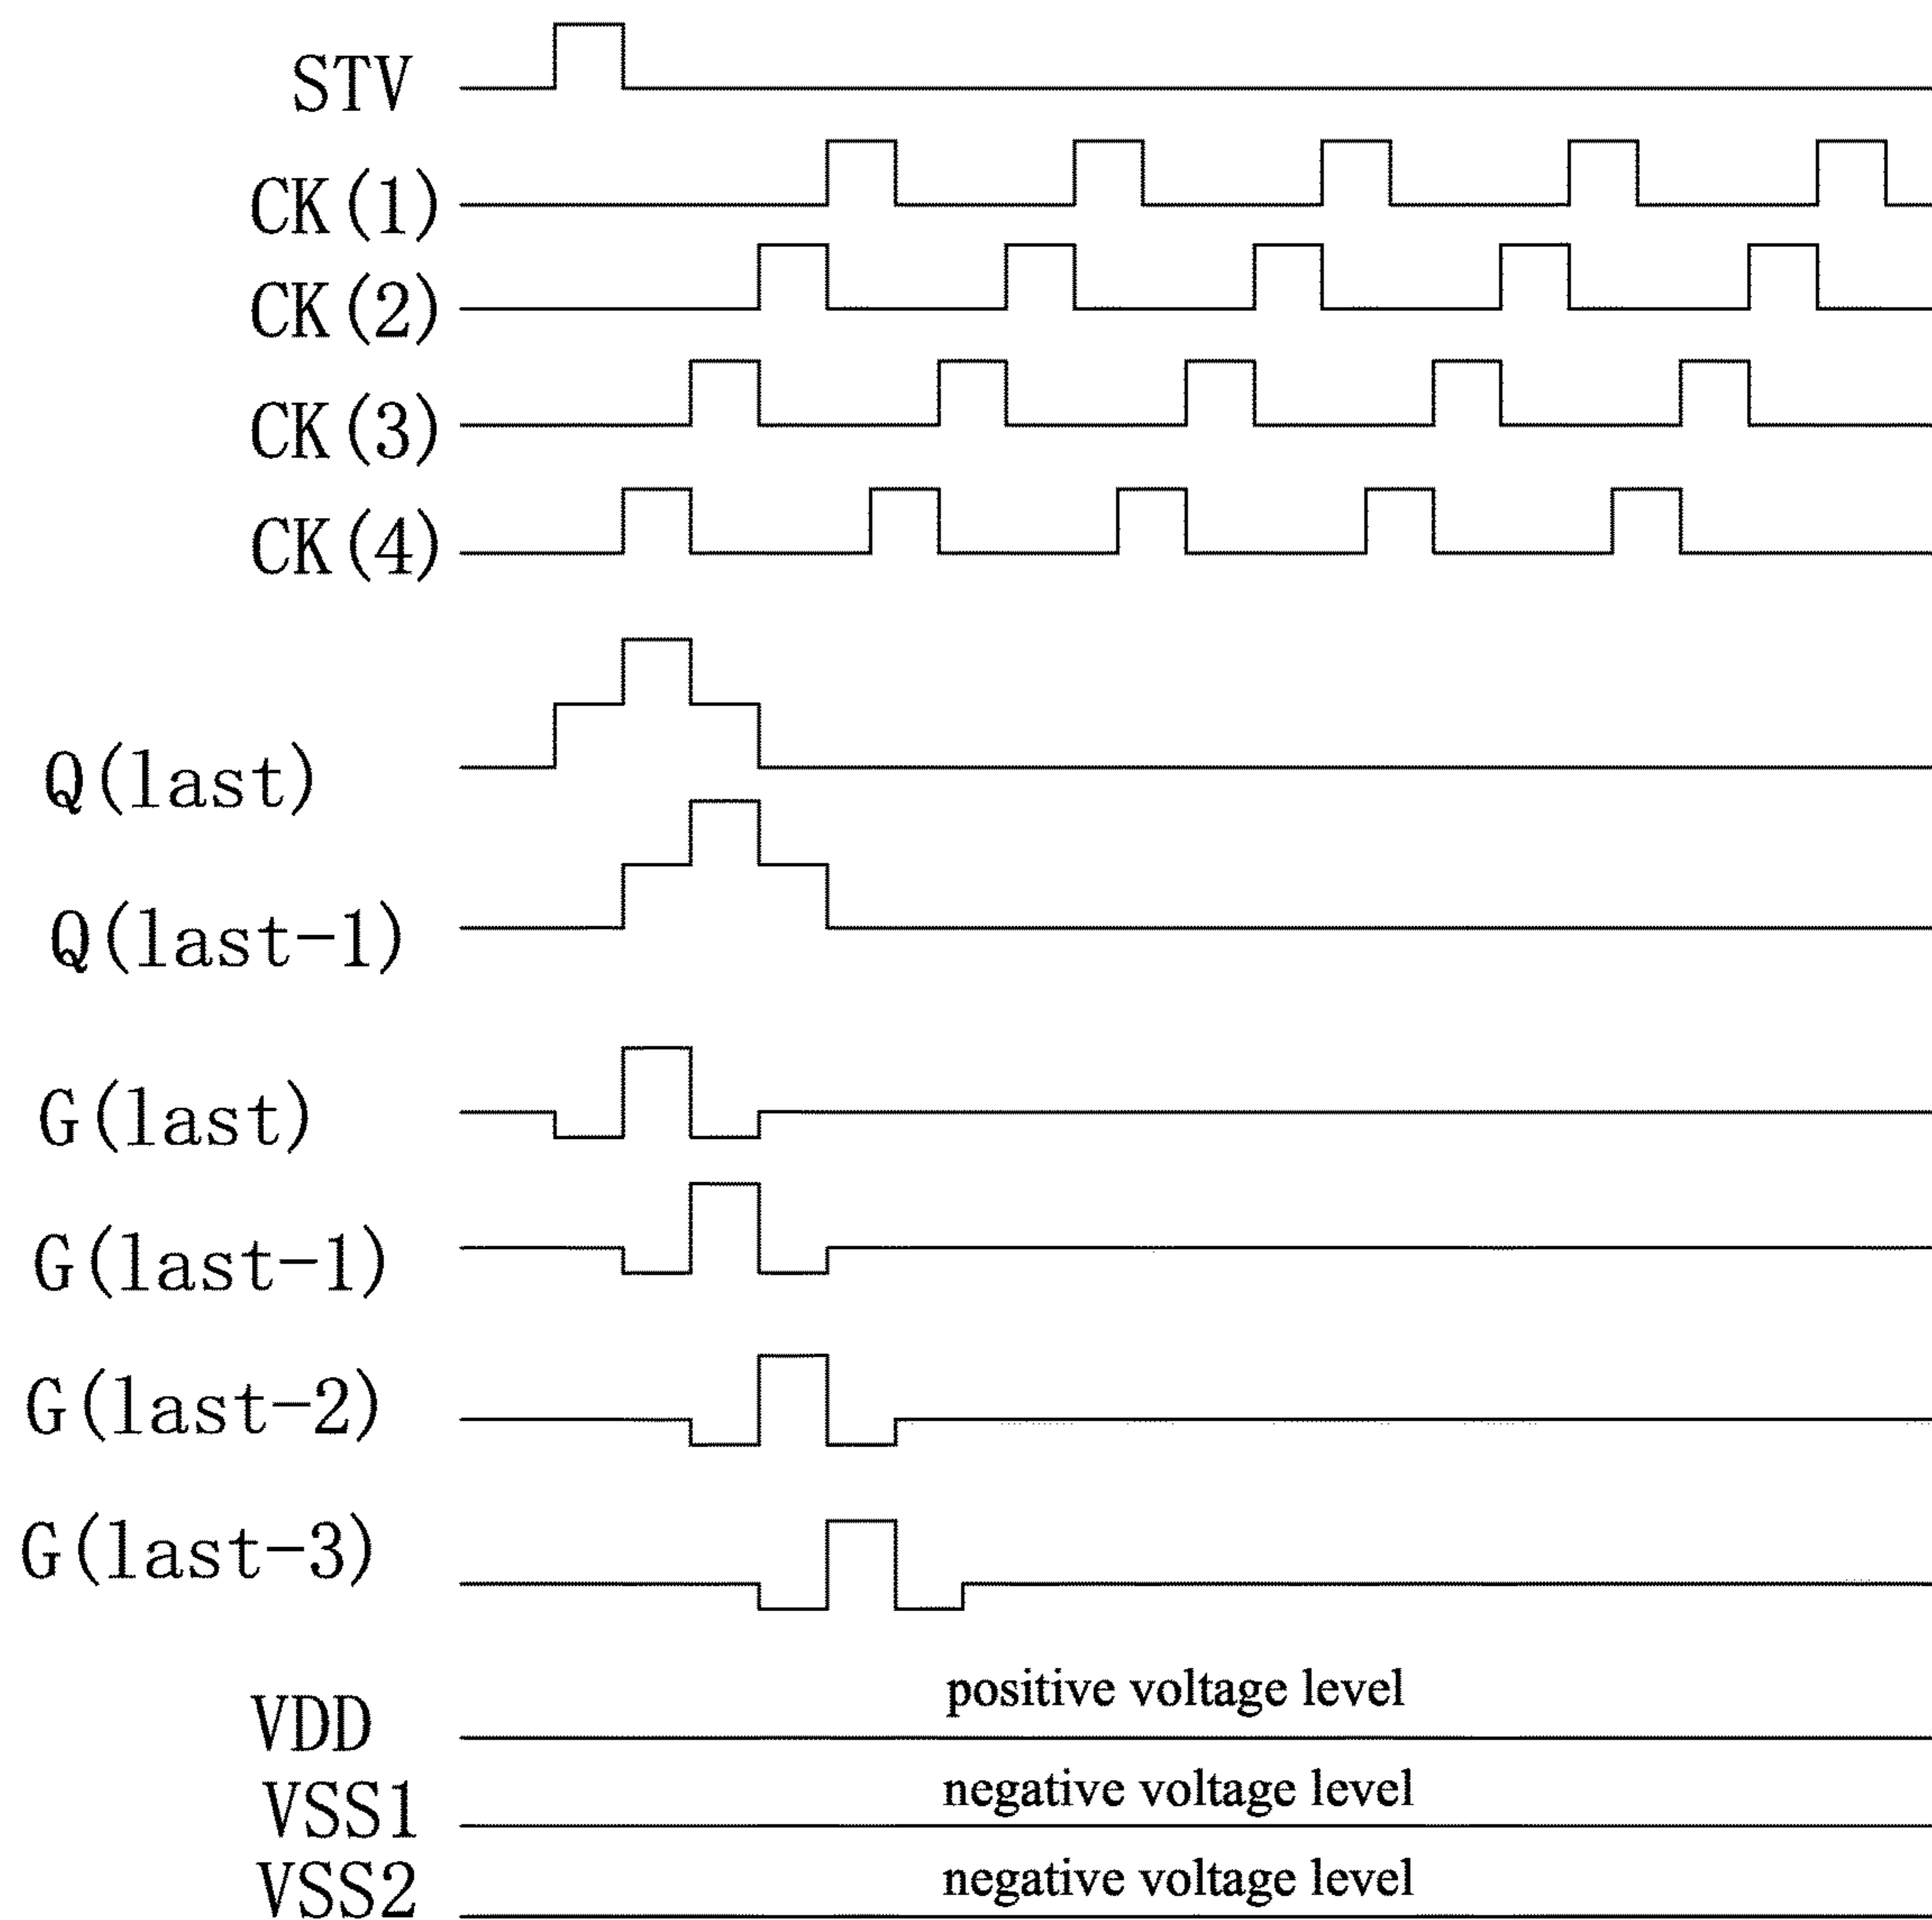 STV
CK(1)
CK(2)
CK(3)
CK(4)
Q(last)
Q(last-1)
G(last)
G(last-1)
G(last-2)
G(last-3)
VDD positive voltage level
VSS1 negative voltage level
VSS2 negative voltage level